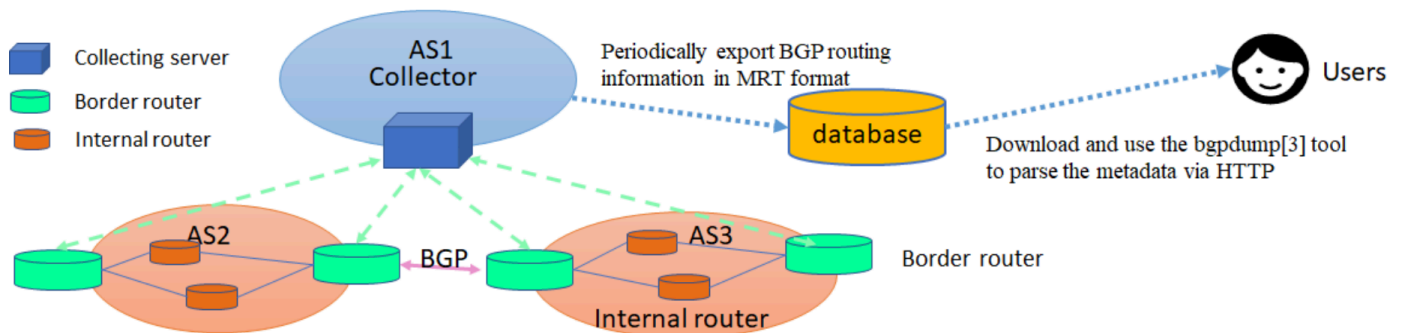 Collecting server
Border router
Internal router
AS1
Collector
Periodically export BGP routing
information in MRT format
database
Users
Download and use the bgpdump[3] tool
to parse the metadata via HTTP
AS2
BGP
AS3
Border router
Internal router